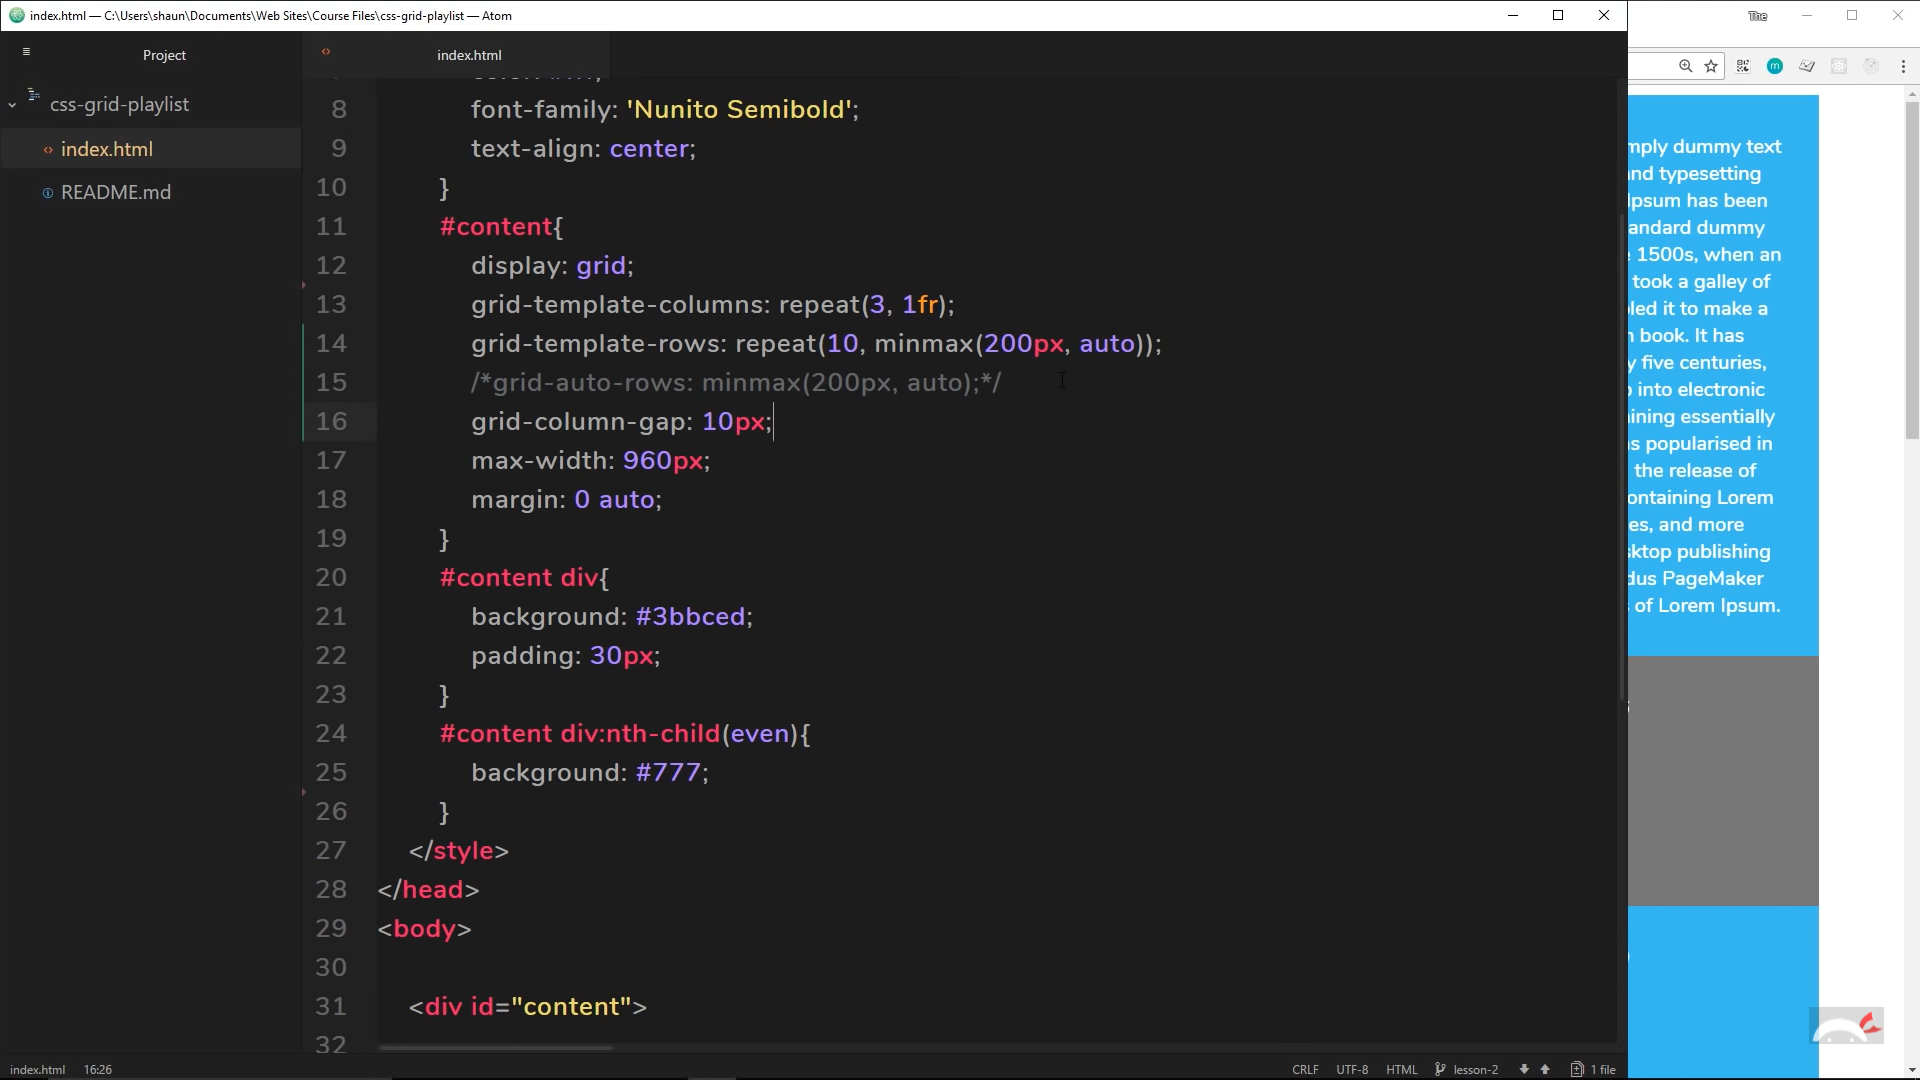 index.html — C:\Users\shaun\Documents\Web Sites\Course Files\css-grid-playlist — Atom
The
Project
index.html
css-grid-playlist
index.html
README.md
8 font-family: 'Nunito Semibold';
9 text-align: center;
10 }
11 #content{
12 display: grid;
13 grid-template-columns: repeat(3, 1fr);
14 grid-template-rows: repeat(10, minmax(200px, auto));
15 /*grid-auto-rows: minmax(200px, auto);*/
16 grid-column-gap: 10px;
17 max-width: 960px;
18 margin: 0 auto;
19 }
20 #content div{
21 background: #3bbced;
22 padding: 30px;
23 }
24 #content div:nth-child(even){
25 background: #777;
26 }
27 </style>
28 </head>
29 <body>
30
31 <div id="content">
32
mply dummy text
nd typesetting
Ipsum has been
andard dummy
1500s, when an
took a galley of
led it to make a
book. It has
y five centuries,
into electronic
ining essentially
s popularised in
the release of
ontaining Lorem
es, and more
sktop publishing
dus PageMaker
of Lorem Ipsum.
index.html 16:26 CRLF UTF-8 HTML lesson-2 1 file